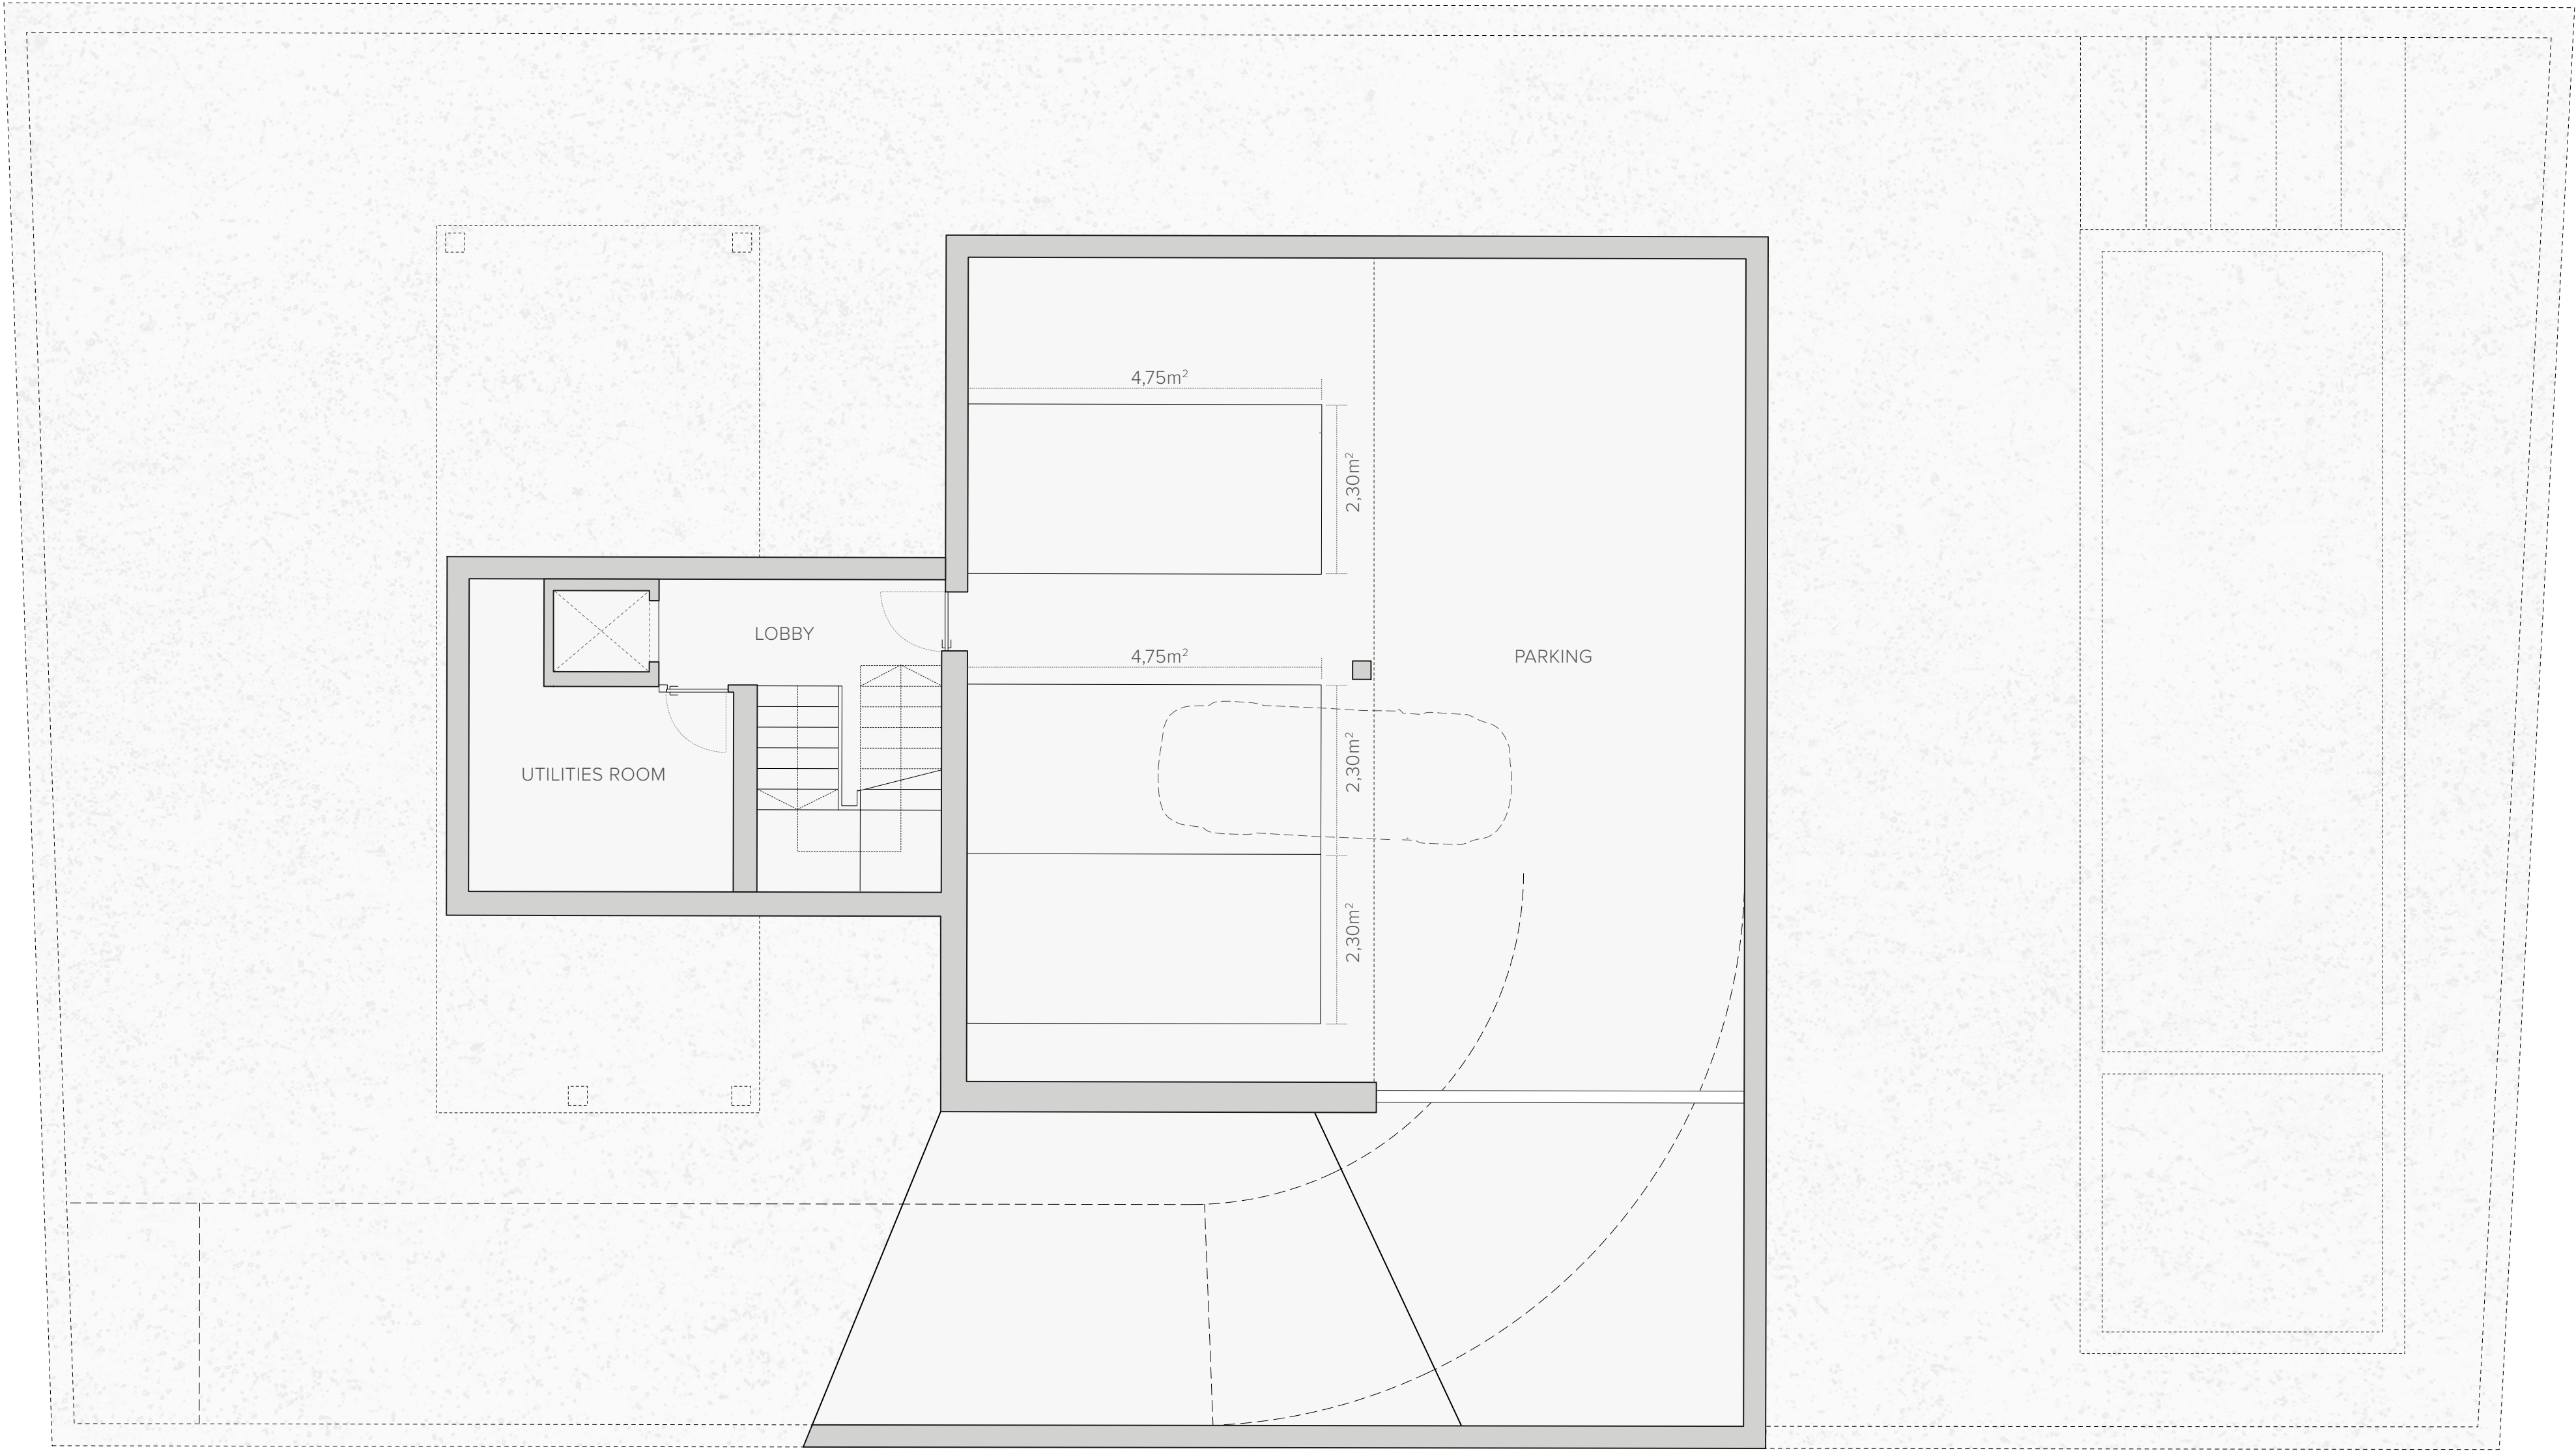 4,75m²
2,30m²
LOBBY
4,75m²
PARKING
2,30m²
UTILITIES ROOM
2,30m²